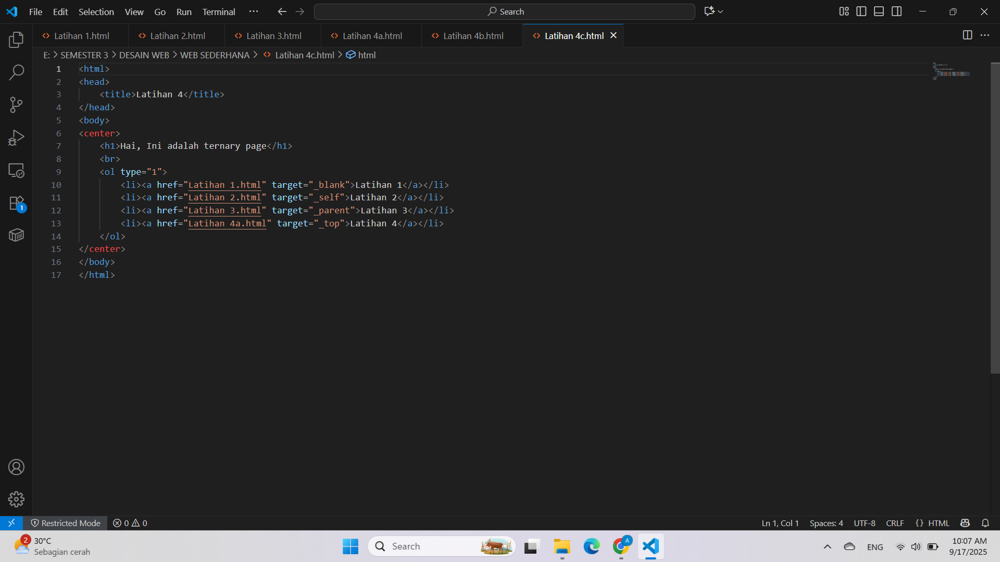 File Edit Selection View Go Run Terminal ··· Search
Latihan 1.html Latihan 2.html Latihan 3.html Latihan 4a.html Latihan 4b.html Latihan 4c.html
E: > SEMESTER 3 > DESAIN WEB > WEB SEDERHANA > Latihan 4c.html > html
1 <html>
2 <head>
3 <title>Latihan 4</title>
4 </head>
5 <body>
6 <center>
7 <h1>Hai, Ini adalah ternary page</h1>
8 <br>
9 <ol type="1">
10 <li><a href="Latihan 1.html" target="_blank">Latihan 1</a></li>
11 <li><a href="Latihan 2.html" target="_self">Latihan 2</a></li>
12 <li><a href="Latihan 3.html" target="_parent">Latihan 3</a></li>
13 <li><a href="Latihan 4a.html" target="_top">Latihan 4</a></li>
14 </ol>
15 </center>
16 </body>
17 </html>
1
Restricted Mode 0 0 Ln 1, Col 1 Spaces: 4 UTF-8 CRLF {} HTML
2 30°C Search A ENG 10:07 AM
Sebagian cerah 9/17/2025